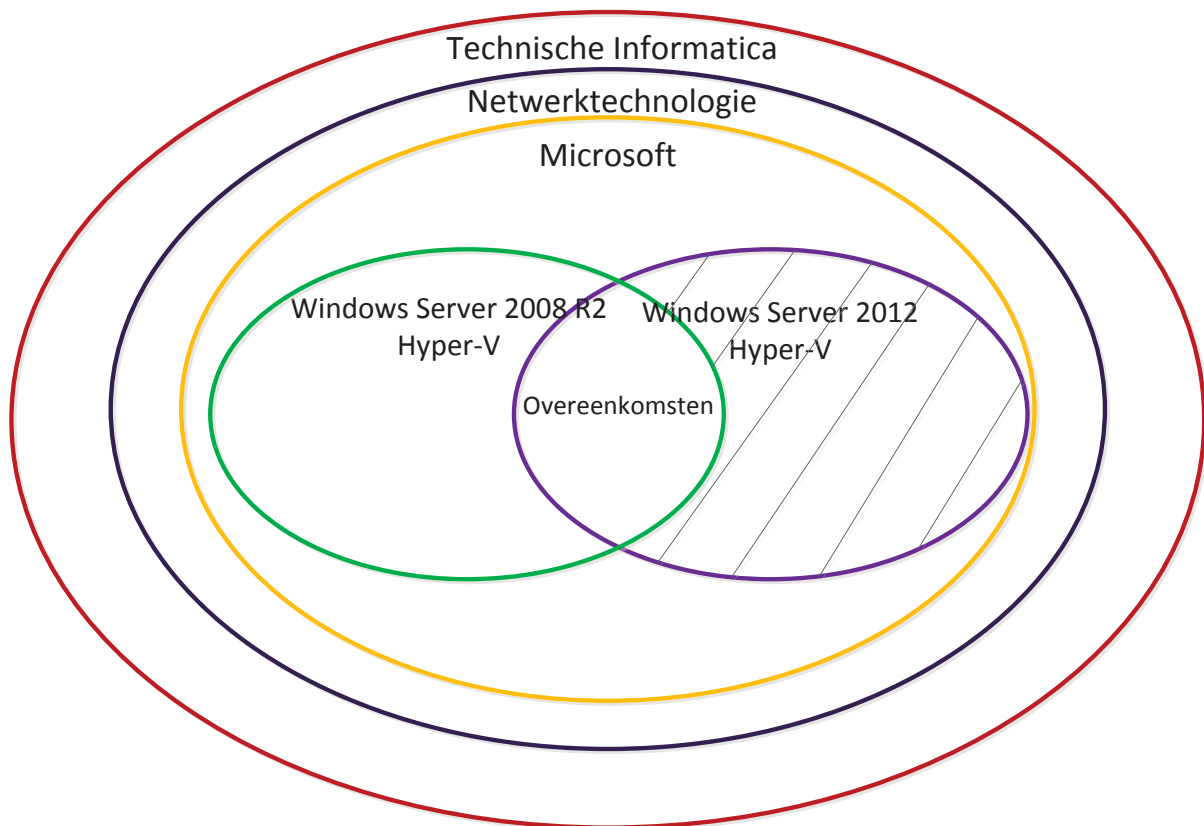 Technische Informatica
Netwerktechnologie
Microsoft
Windows Server 2008 R2
Hyper-V
Windows Server 2012
Hyper-V
Overeenkomsten